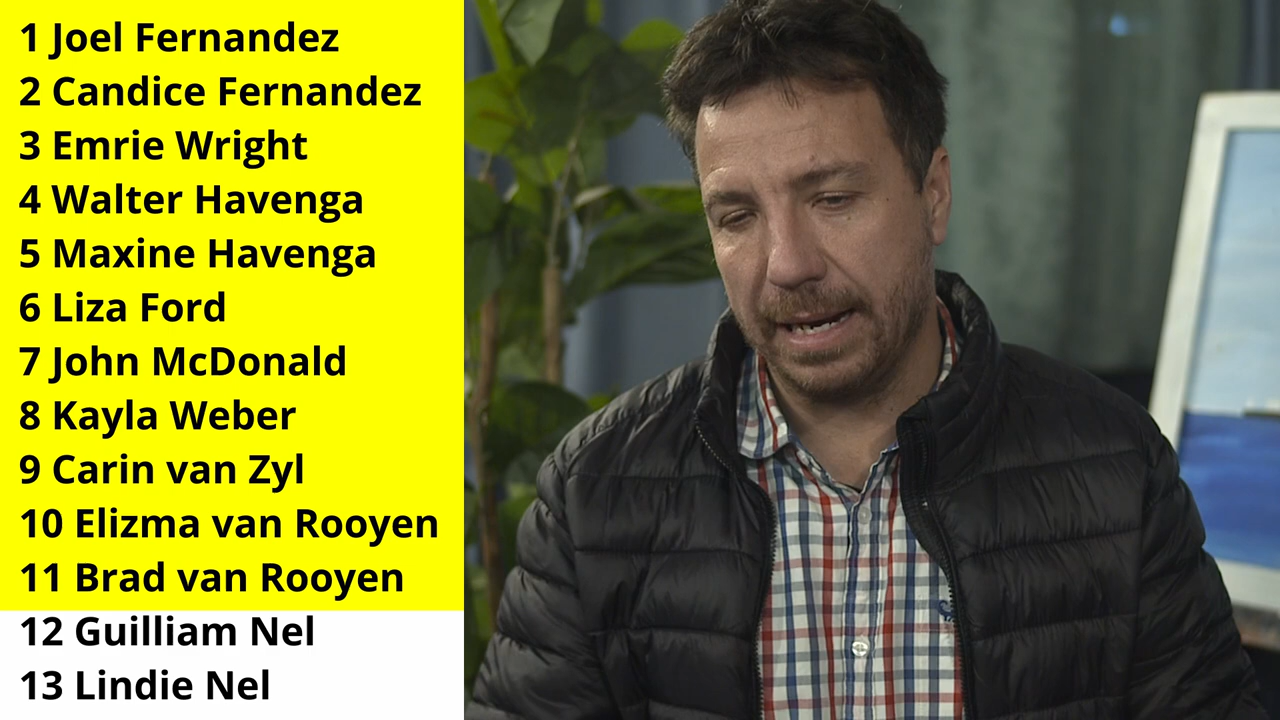 1 Joel Fernandez
2 Candice Fernandez
3 Emrie Wright
4 Walter Havenga
5 Maxine Havenga
6 Liza Ford
7 John McDonald
8 Kayla Weber
9 Carin van Zyl
10 Elizma van Rooyen
11 Brad van Rooyen
12 Guilliam Nel
13 Lindie Nel